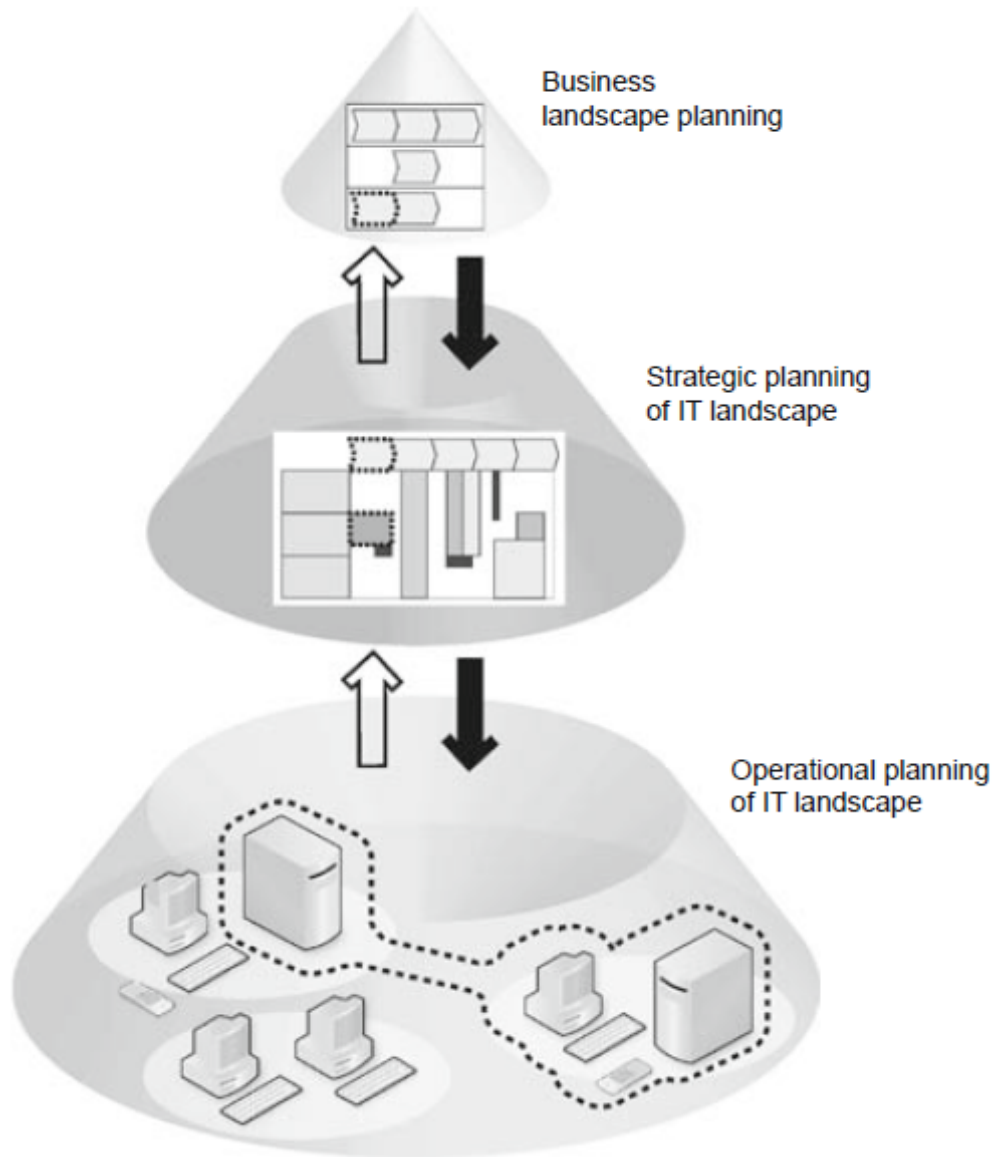 Business
landscape planning
Strategic planning
of IT landscape
Operational planning
of IT landscape